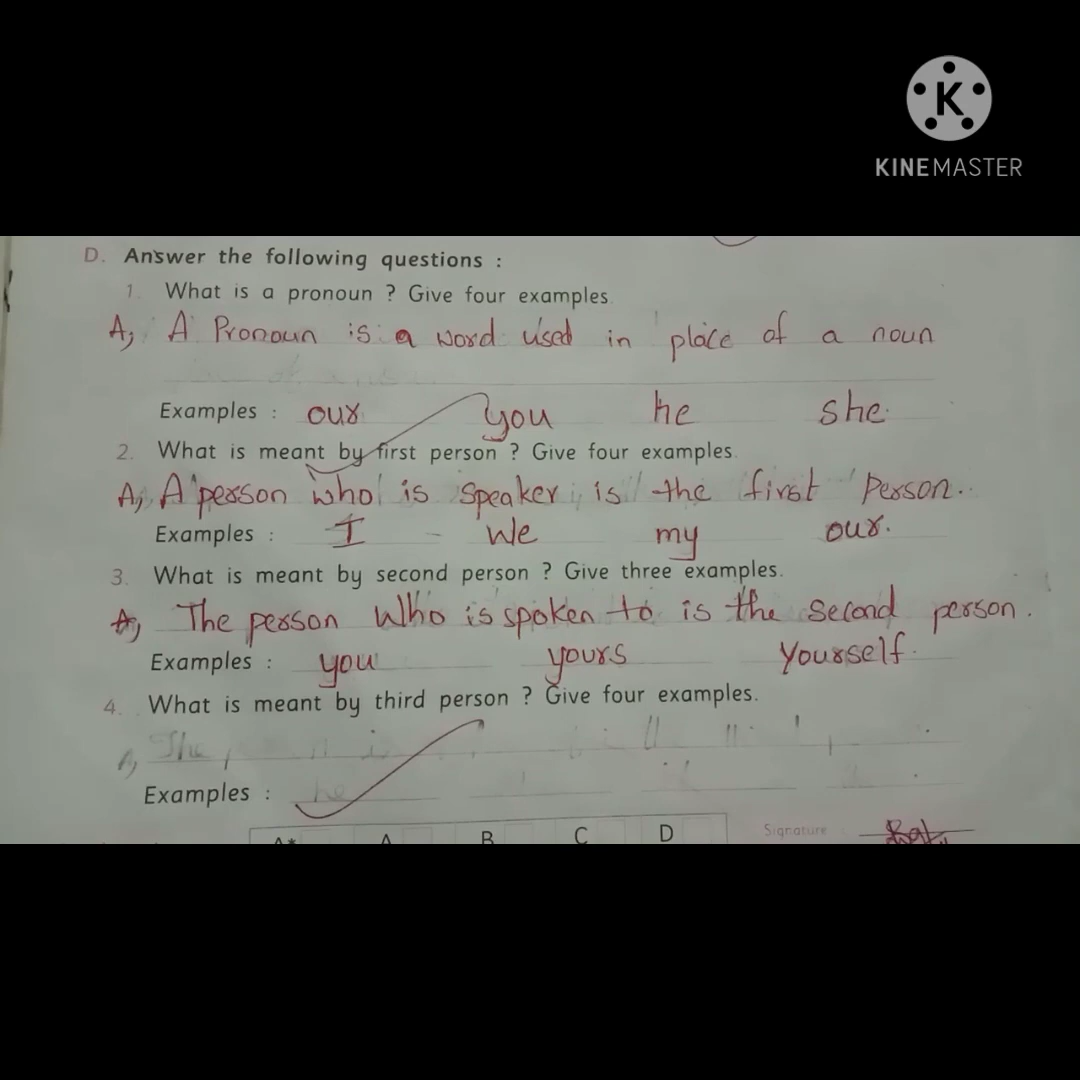 KINEMASTER
D. Answer the following questions :
1. What is a pronoun ? Give four examples.
A, A Pronoun is a word used in place of a noun
Examples : our you he she.
2. What is meant by first person ? Give four examples.
A, A person who is speaker is the first Person.
Examples : I We my our.
3. What is meant by second person ? Give three examples.
A, The person Who is spoken to is the second person.
Examples : you yours Yourself.
4. What is meant by third person ? Give four examples.
A, The
Examples : he
A* A B C D Signature